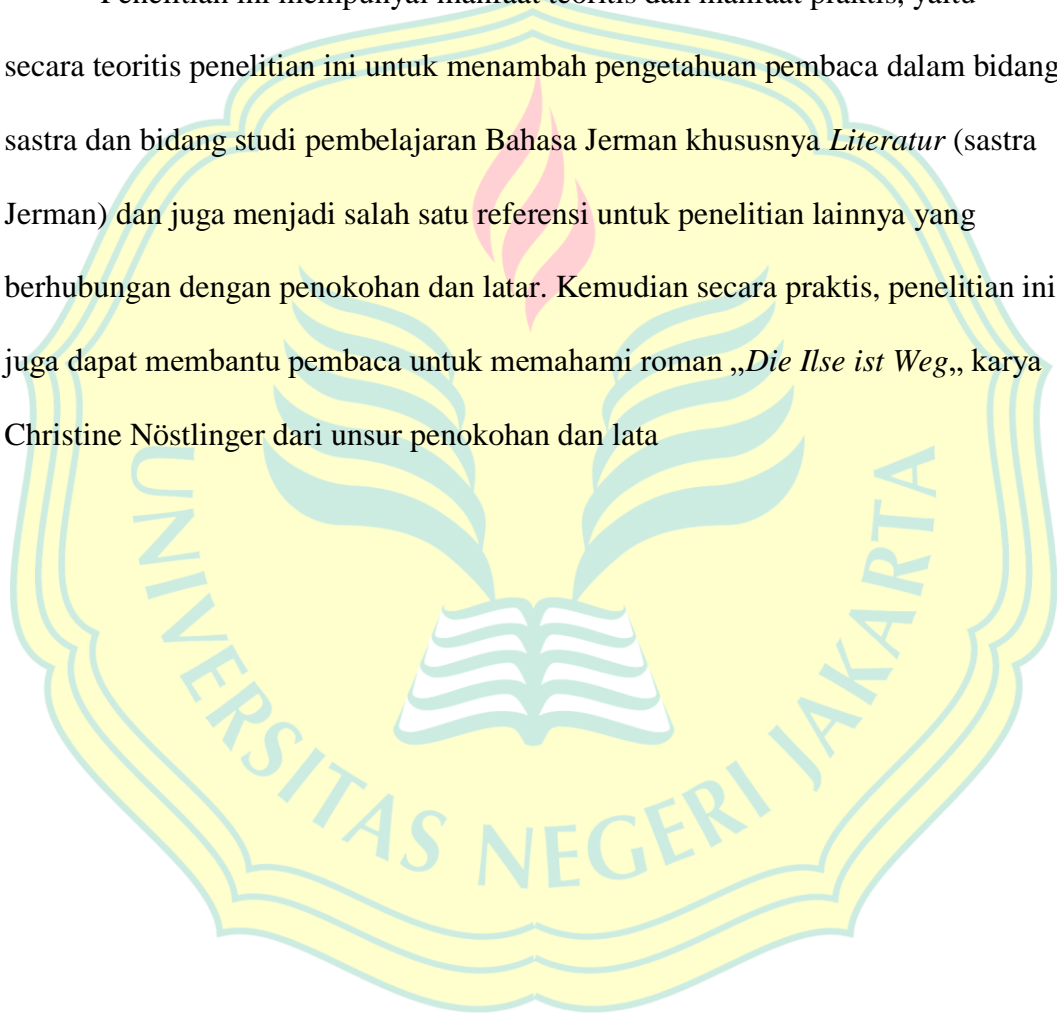 Penelitian ini mempunyai manfaat teoritis dan manfaat praktis, yaitu
secara teoritis penelitian ini untuk menambah pengetahuan pembaca dalam bidang
sastra dan bidang studi pembelajaran Bahasa Jerman khususnya Literatur (sastra
Jerman) dan juga menjadi salah satu referensi untuk penelitian lainnya yang
berhubungan dengan penokohan dan latar. Kemudian secara praktis, penelitian ini
juga dapat membantu pembaca untuk memahami roman „Die Ilse ist Weg„ karya
Christine Nöstlinger dari unsur penokohan dan lata
UNIVERSITAS NEGERI JAKARTA